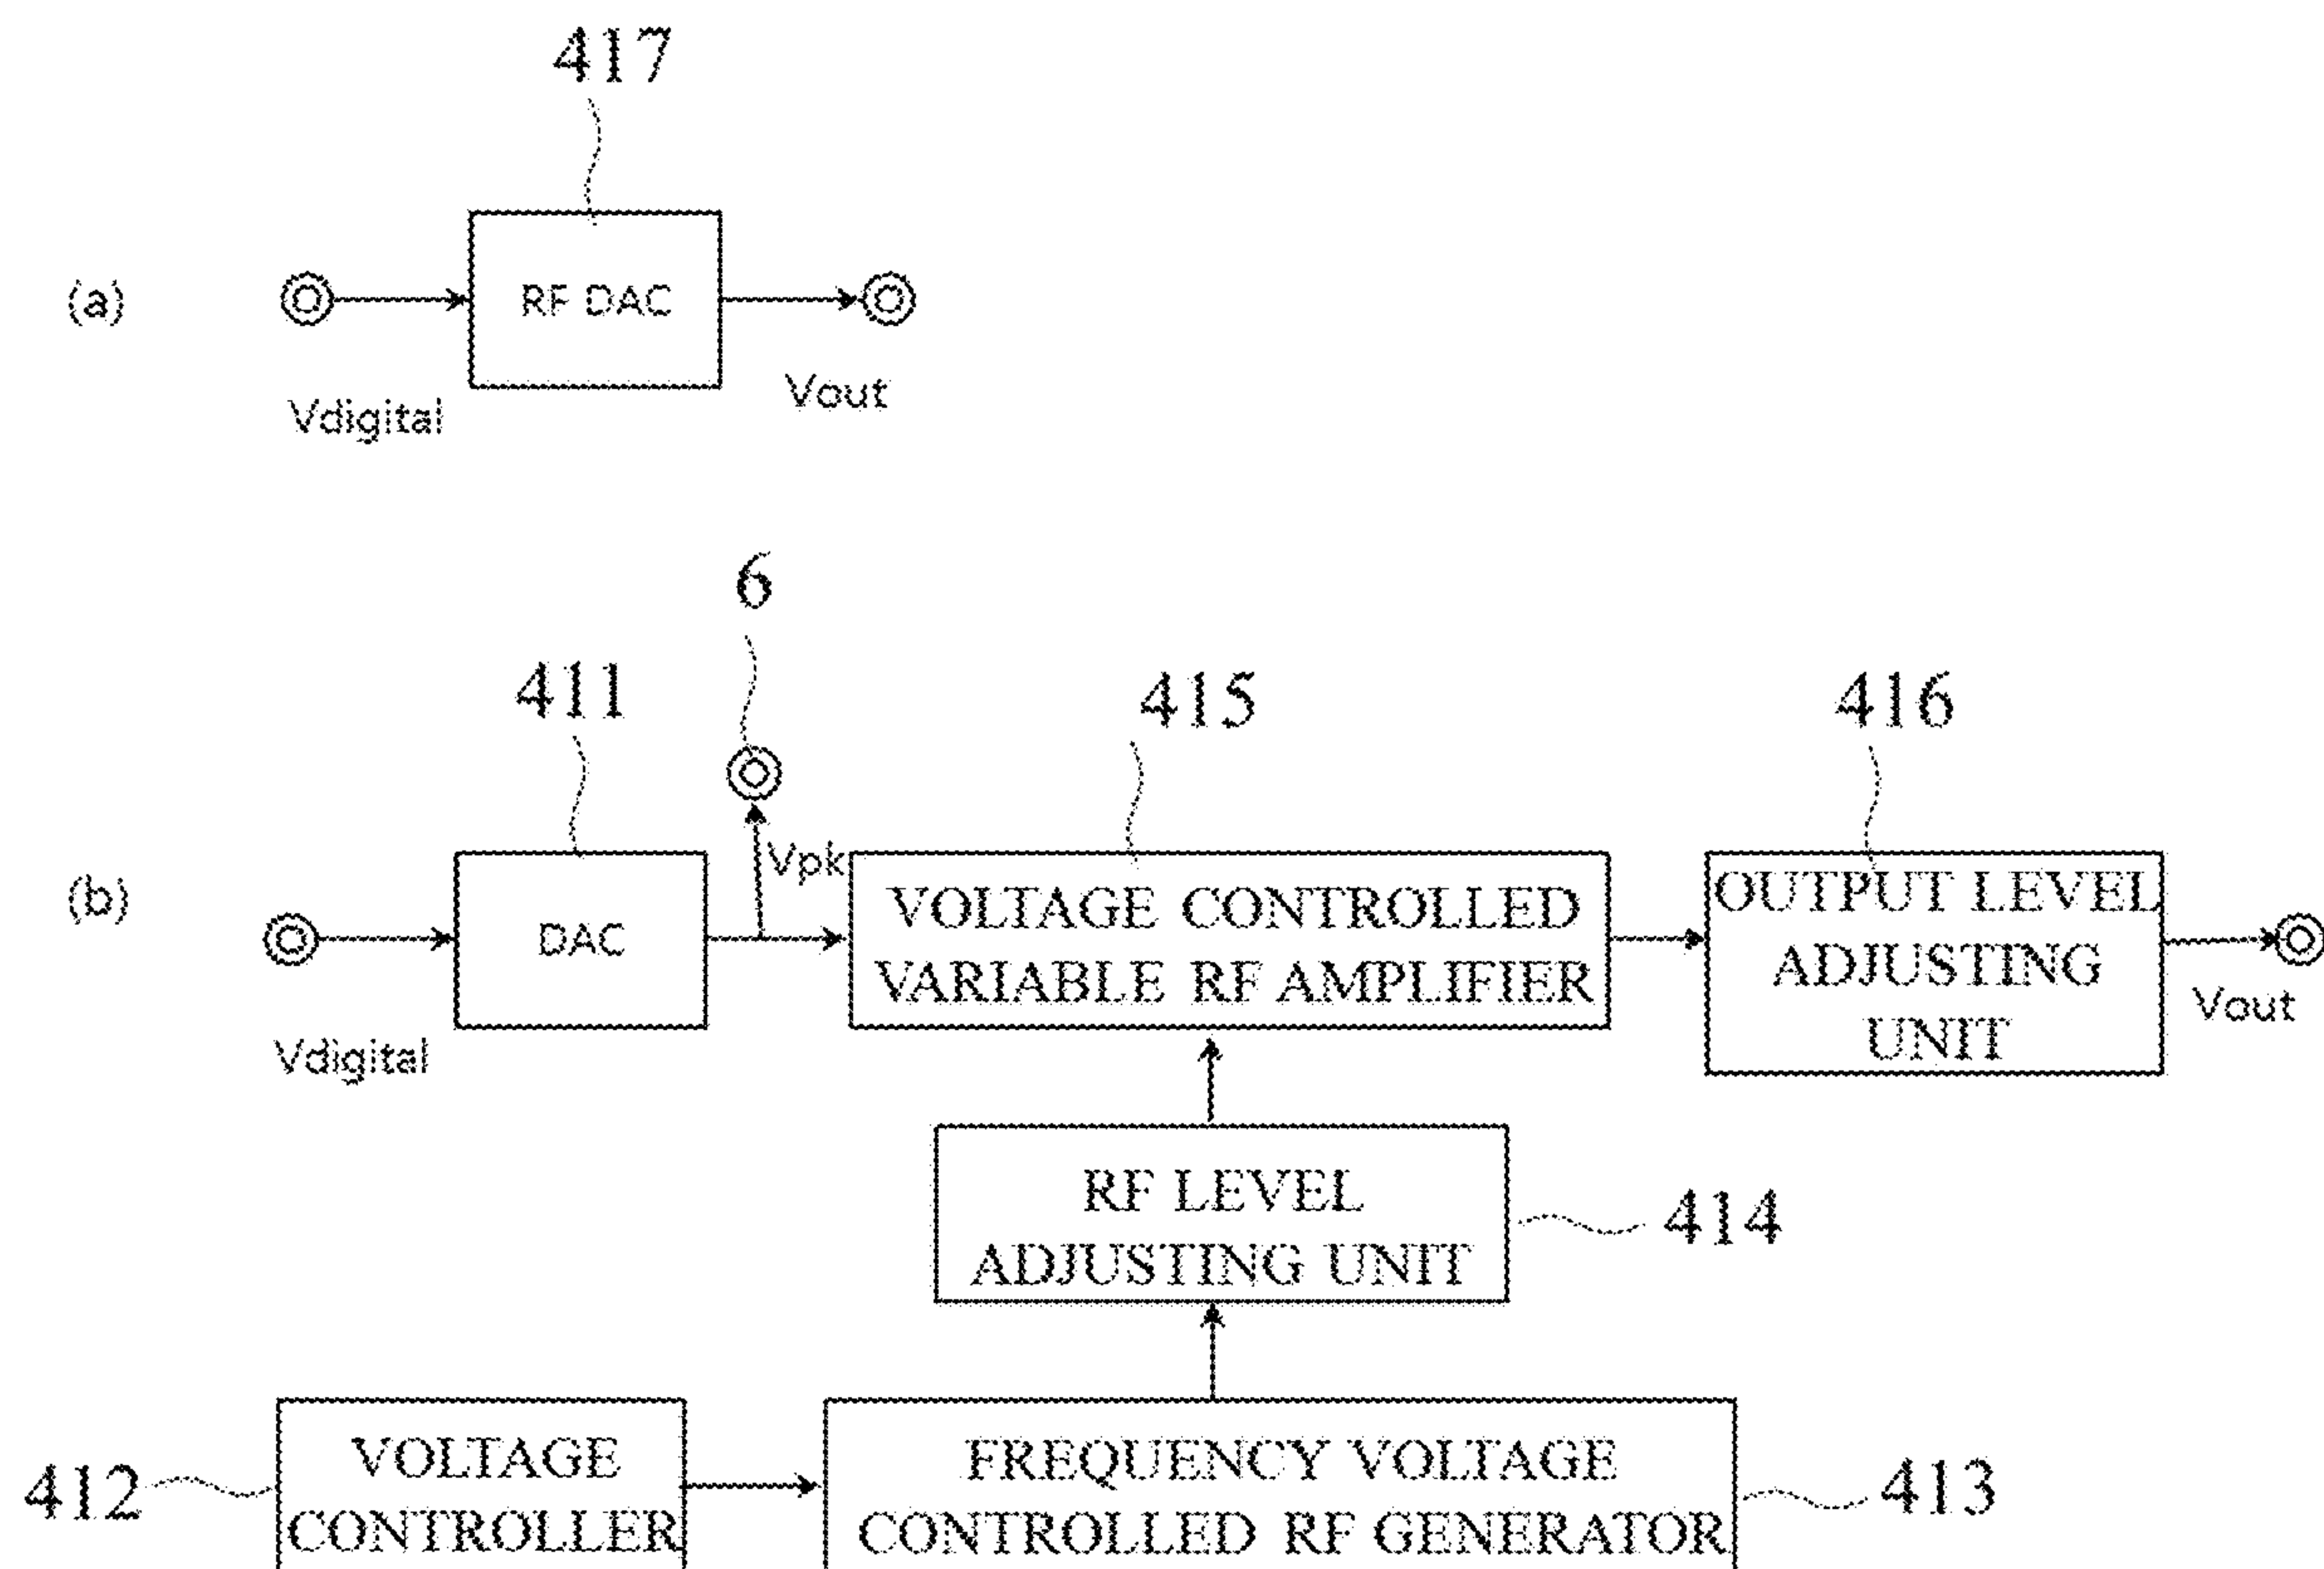 417
(a)
RF DAC
Vdigital
Vout
6
411
415
416
Vpk
(b)
DAC
VOLTAGE CONTROLLED
VARIABLE RF AMPLIFIER
OUTPUT LEVEL
ADJUSTING
UNIT
Vdigital
Vout
RF LEVEL
ADJUSTING UNIT
414
412
VOLTAGE
CONTROLLER
FREQUENCY VOLTAGE
CONTROLLED RF GENERATOR
413